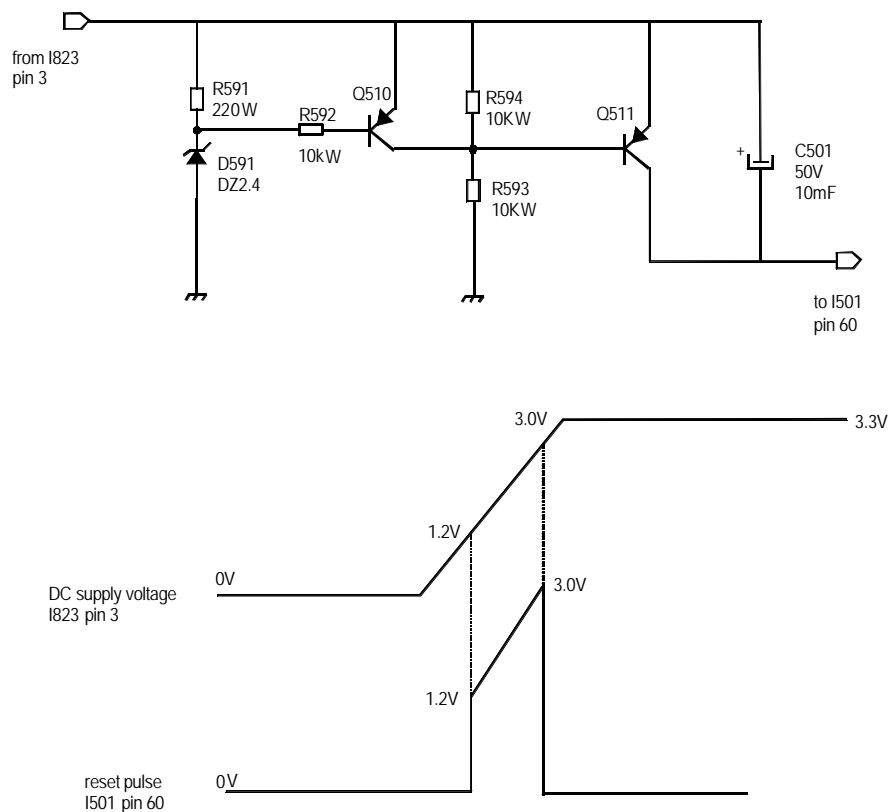 from I823
pin 3
R591
220W
D591
DZ2.4
R592
10kW
Q510
R594
10KW
R593
10KW
Q511
+
C501
50V
10mF
to I501
pin 60
3.0V
3.3V
1.2V
0V
DC supply voltage
I823 pin 3
3.0V
1.2V
0V
reset pulse
I501 pin 60